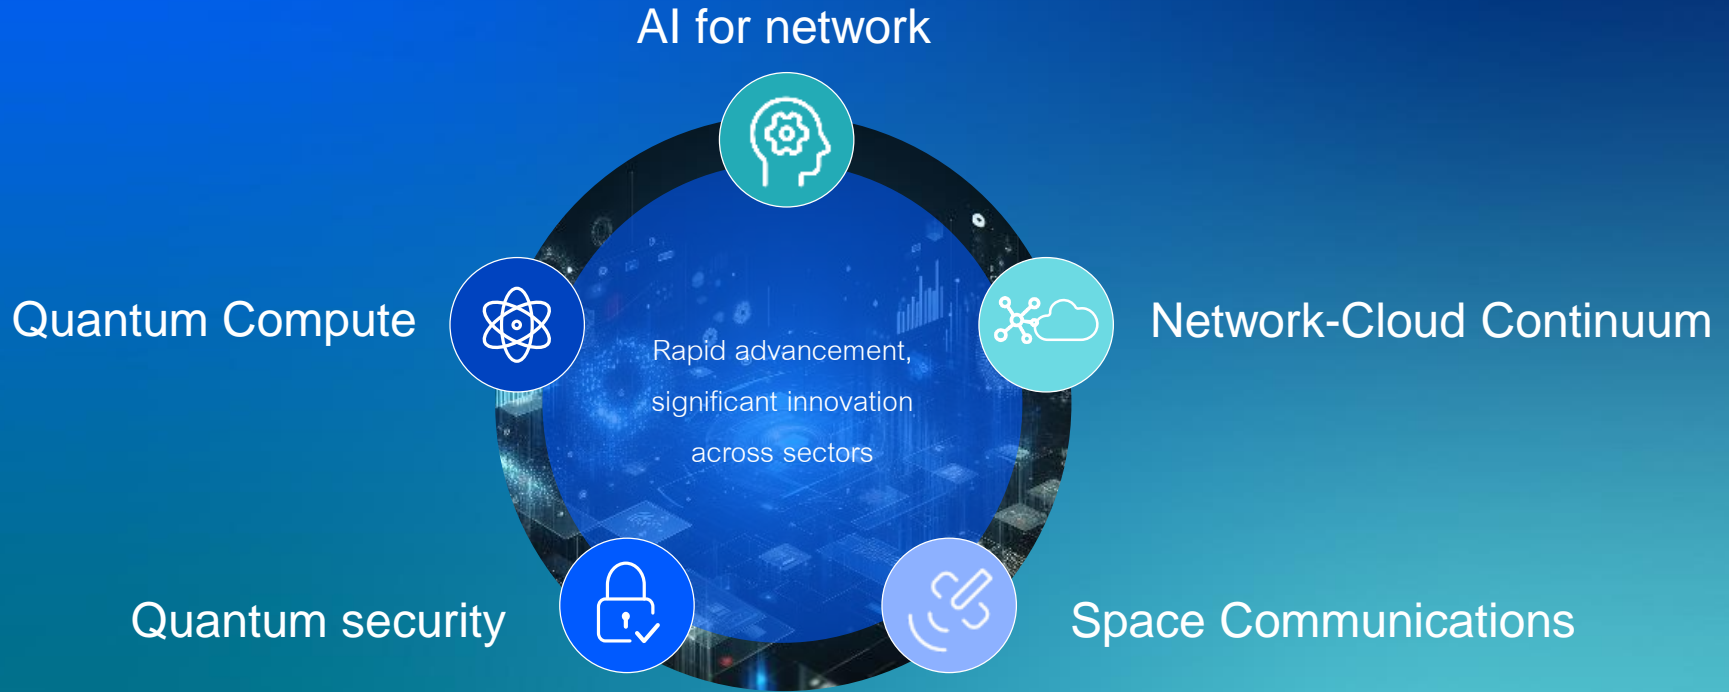 AI for network
Quantum Compute
Network-Cloud Continuum
Rapid advancement,
significant innovation
across sectors
Quantum security
Space Communications